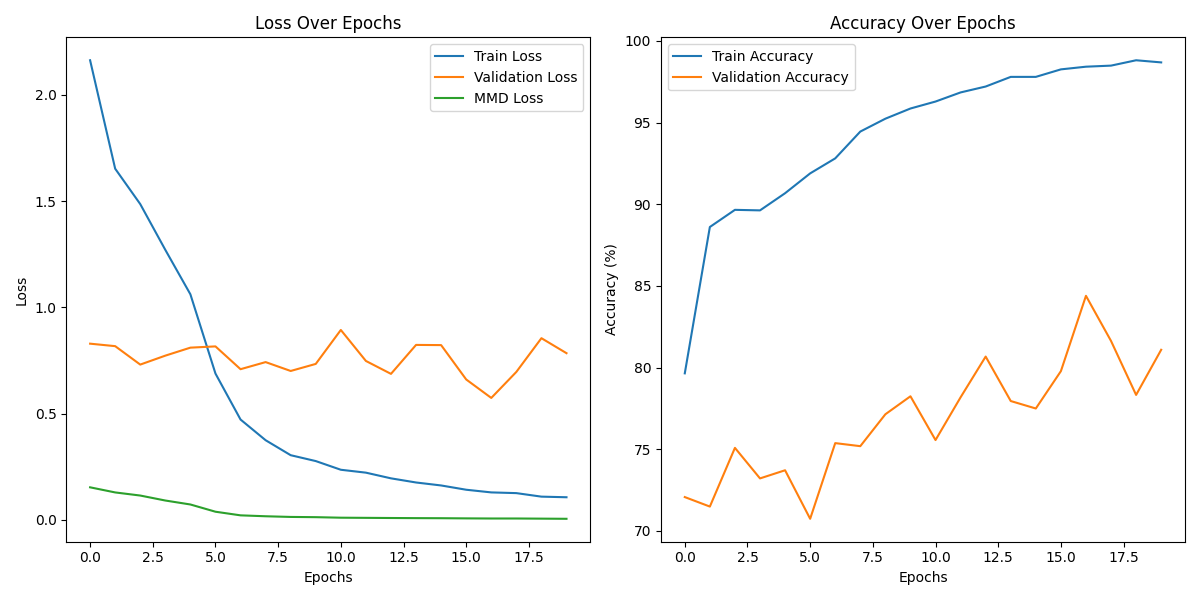 Loss Over Epochs
Train Loss
Validation Loss
MMD Loss
2.0
1.5
1.0
0.5
0.0
Loss
0.0 2.5 5.0 7.5 10.0 12.5 15.0 17.5
Epochs
Accuracy Over Epochs
Train Accuracy
Validation Accuracy
100
95
90
85
80
75
70
Accuracy (%)
0.0 2.5 5.0 7.5 10.0 12.5 15.0 17.5
Epochs